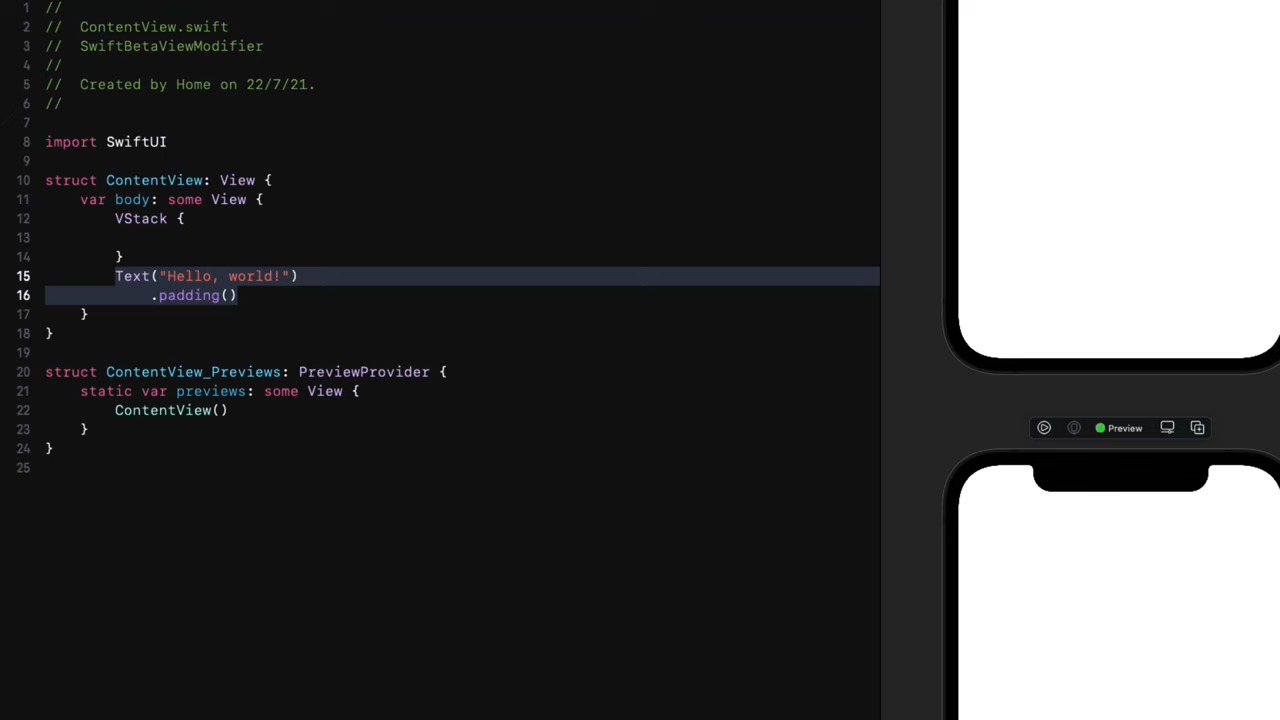 1 //
2 //  ContentView.swift
3 //  SwiftBetaViewModifier
4 //
5 //  Created by Home on 22/7/21.
6 //
7
8 import SwiftUI
9
10 struct ContentView: View {
11     var body: some View {
12         VStack {
13
14         }
15         Text("Hello, world!")
16             .padding()
17     }
18 }
19
20 struct ContentView_Previews: PreviewProvider {
21     static var previews: some View {
22         ContentView()
23     }
24 }
25
Preview